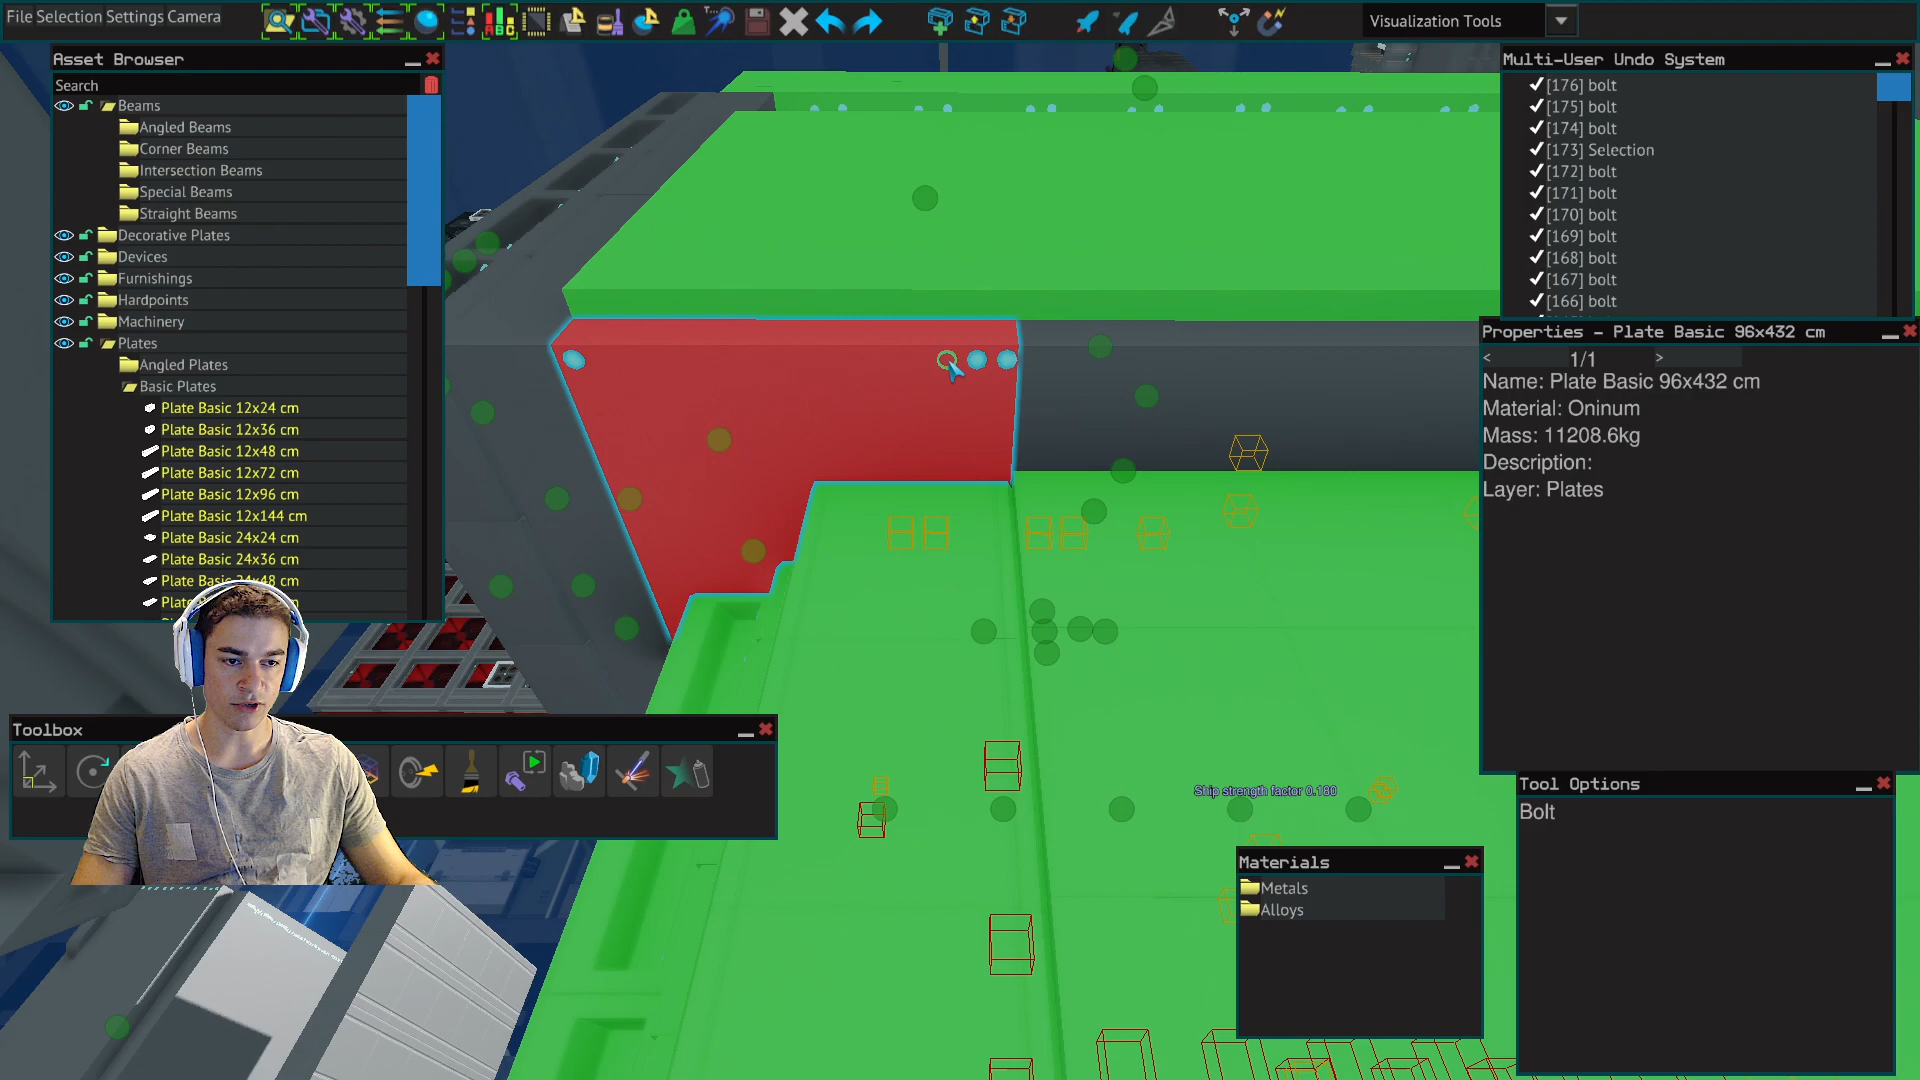 File Selection Settings Camera
Visualization Tools
Asset Browser
Search
Beams
Angled Beams
Corner Beams
Intersection Beams
Special Beams
Straight Beams
Decorative Plates
Devices
Furnishings
Hardpoints
Machinery
Plates
Angled Plates
Basic Plates
Plate Basic 12x24 cm
Plate Basic 12x36 cm
Plate Basic 12x48 cm
Plate Basic 12x72 cm
Plate Basic 12x96 cm
Plate Basic 12x144 cm
Plate Basic 24x24 cm
Plate Basic 24x36 cm
Plate Basic 24x48 cm
Multi-User Undo System
[176] bolt
[175] bolt
[174] bolt
[173] Selection
[172] bolt
[171] bolt
[170] bolt
[169] bolt
[168] bolt
[167] bolt
[166] bolt
Properties - Plate Basic 96x432 cm
< 1/1 >
Name: Plate Basic 96x432 cm
Material: Oninum
Mass: 11208.6kg
Description:
Layer: Plates
Toolbox
Ship strength factor 0.180
Tool Options
Bolt
Materials
Metals
Alloys